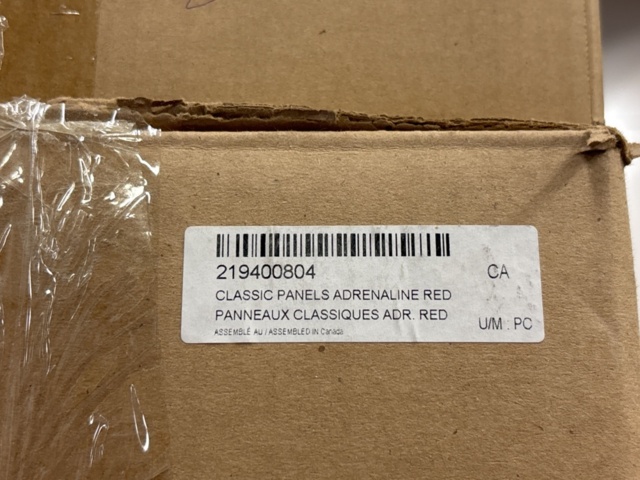 219400804 CA
CLASSIC PANELS ADRENALINE RED
PANNEAUX CLASSIQUES ADR. RED
U/M : PC
ASSEMBLÉ AU / ASSEMBLED IN Canada